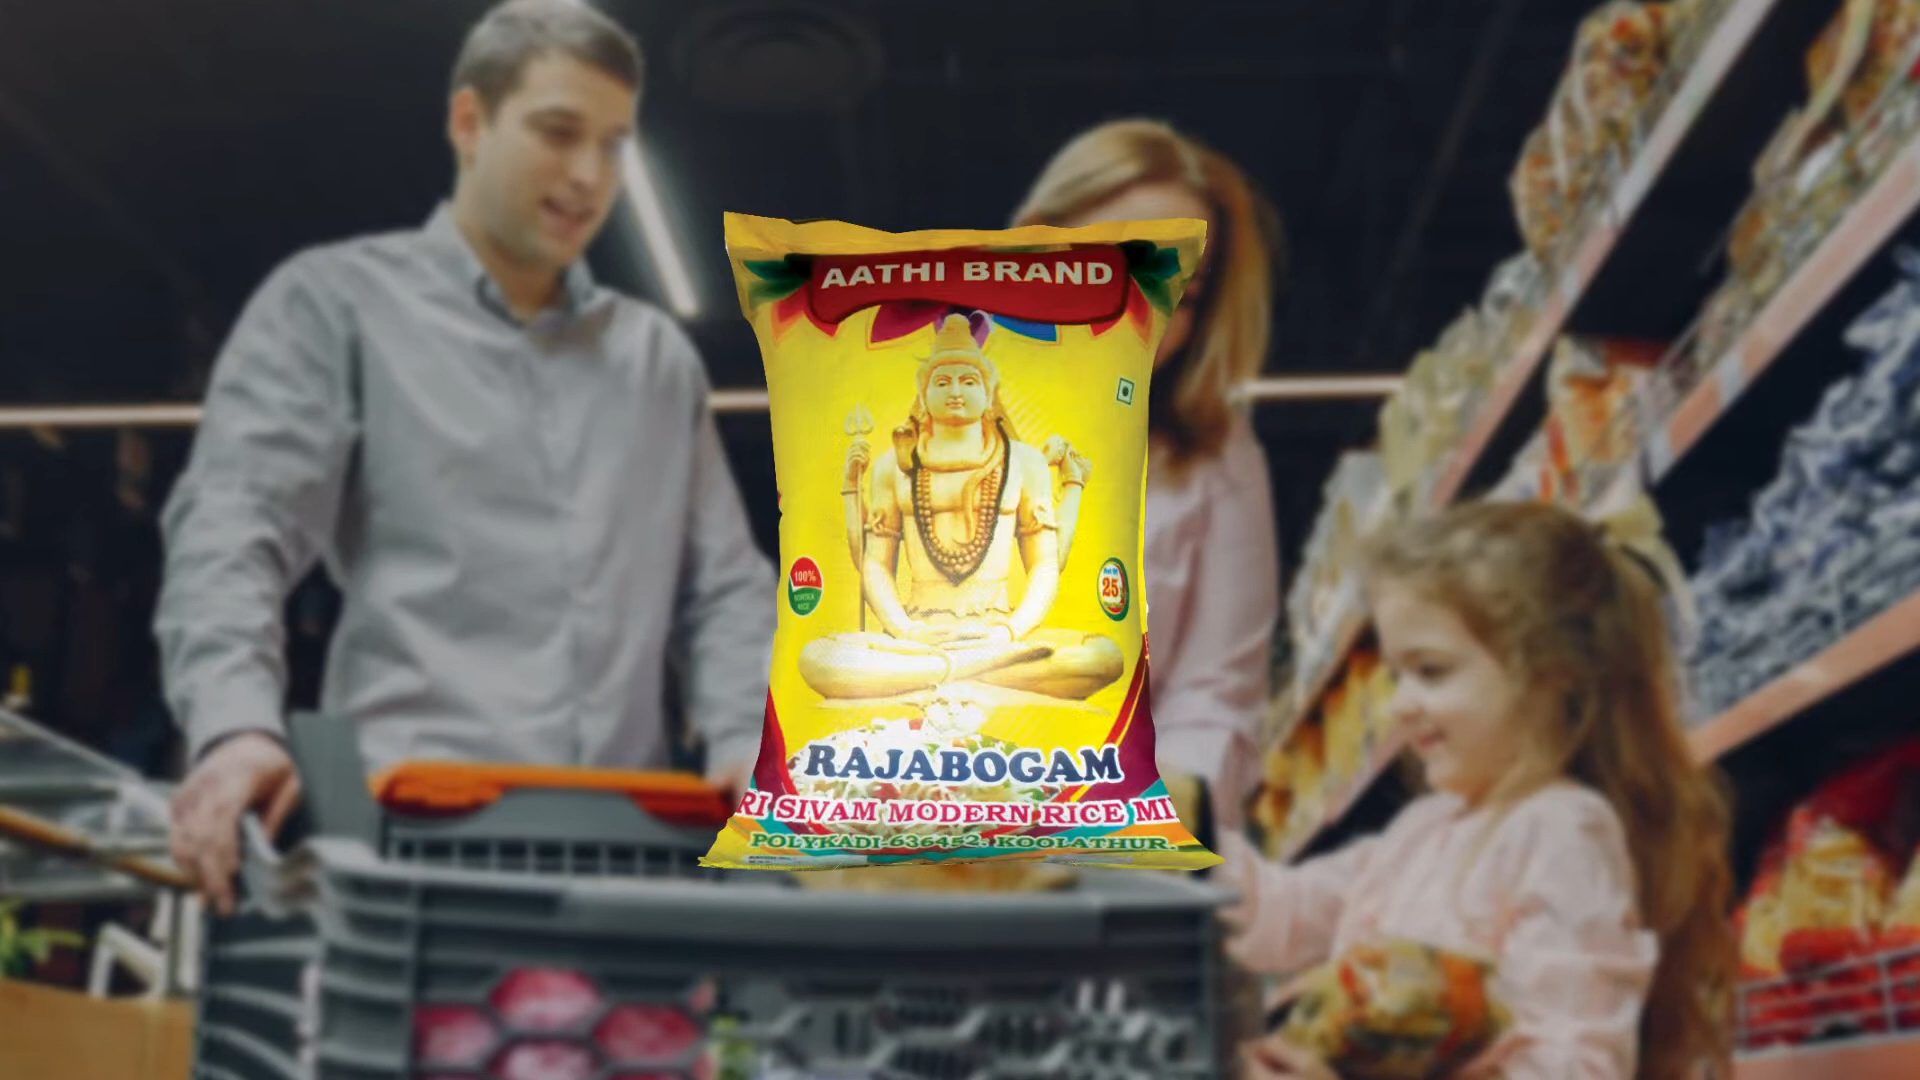 AATHI BRAND
100%
25
RAJABOGAM
RI SIVAM MODERN RICE MI
POLYKADI-636452. KOOLATHUR.